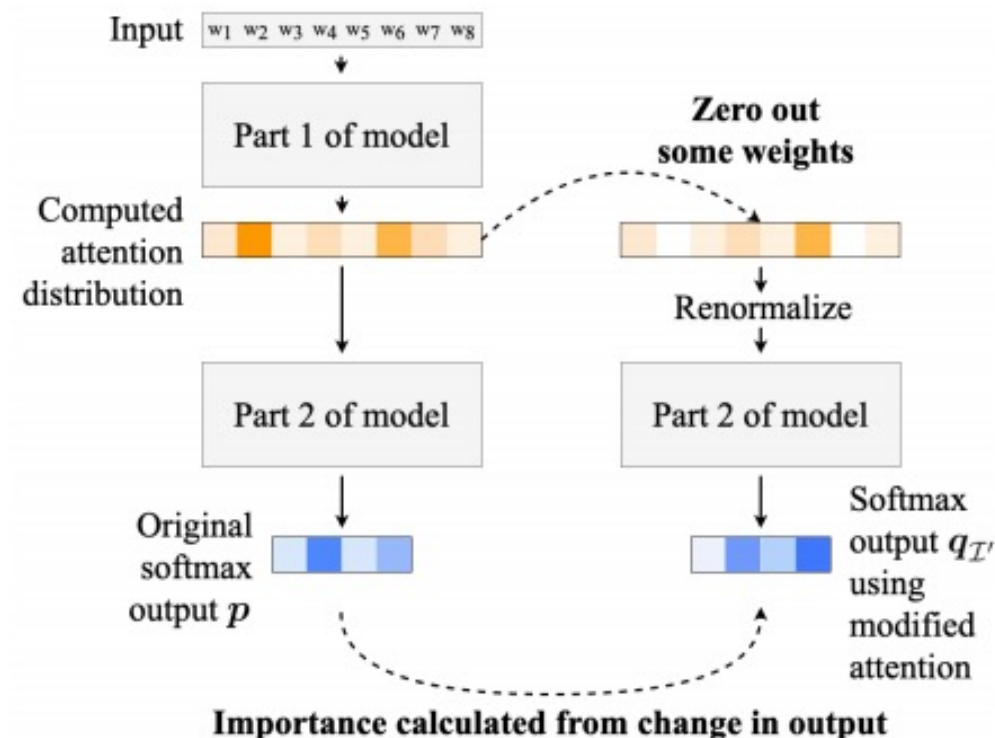 Input
w1 w2 w3 w4 w5 w6 w7 w8
Part 1 of model
Zero out
some weights
Computed
attention
distribution
Renormalize
Part 2 of model
Part 2 of model
Original
softmax
output p
Softmax
output qI′
using
modified
attention
Importance calculated from change in output